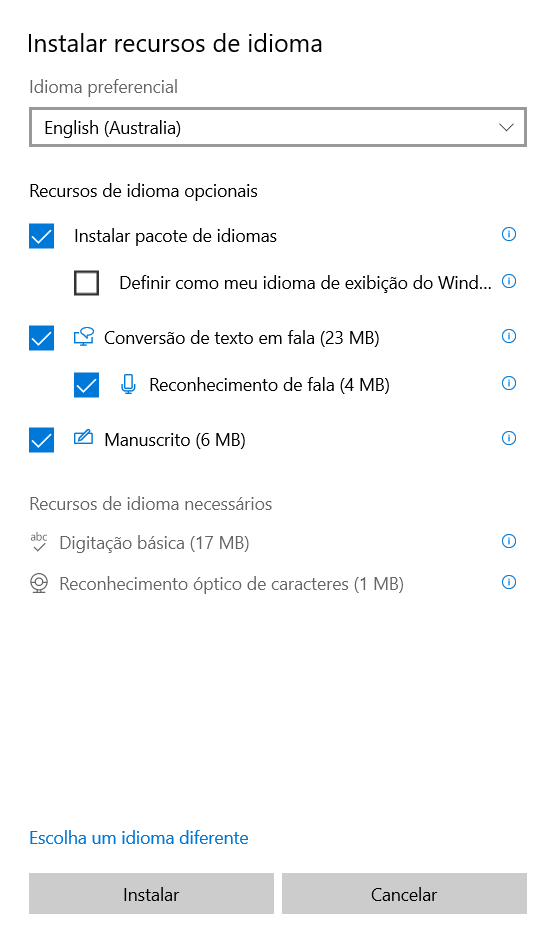 Instalar recursos de idioma
Idioma preferencial
English (Australia)
Recursos de idioma opcionais
Instalar pacote de idiomas
Definir como meu idioma de exibição do Wind...
Conversão de texto em fala (23 MB)
Reconhecimento de fala (4 MB)
Manuscrito (6 MB)
Recursos de idioma necessários
abc
Digitação básica (17 MB)
Reconhecimento óptico de caracteres (1 MB)
Escolha um idioma diferente
Instalar
Cancelar